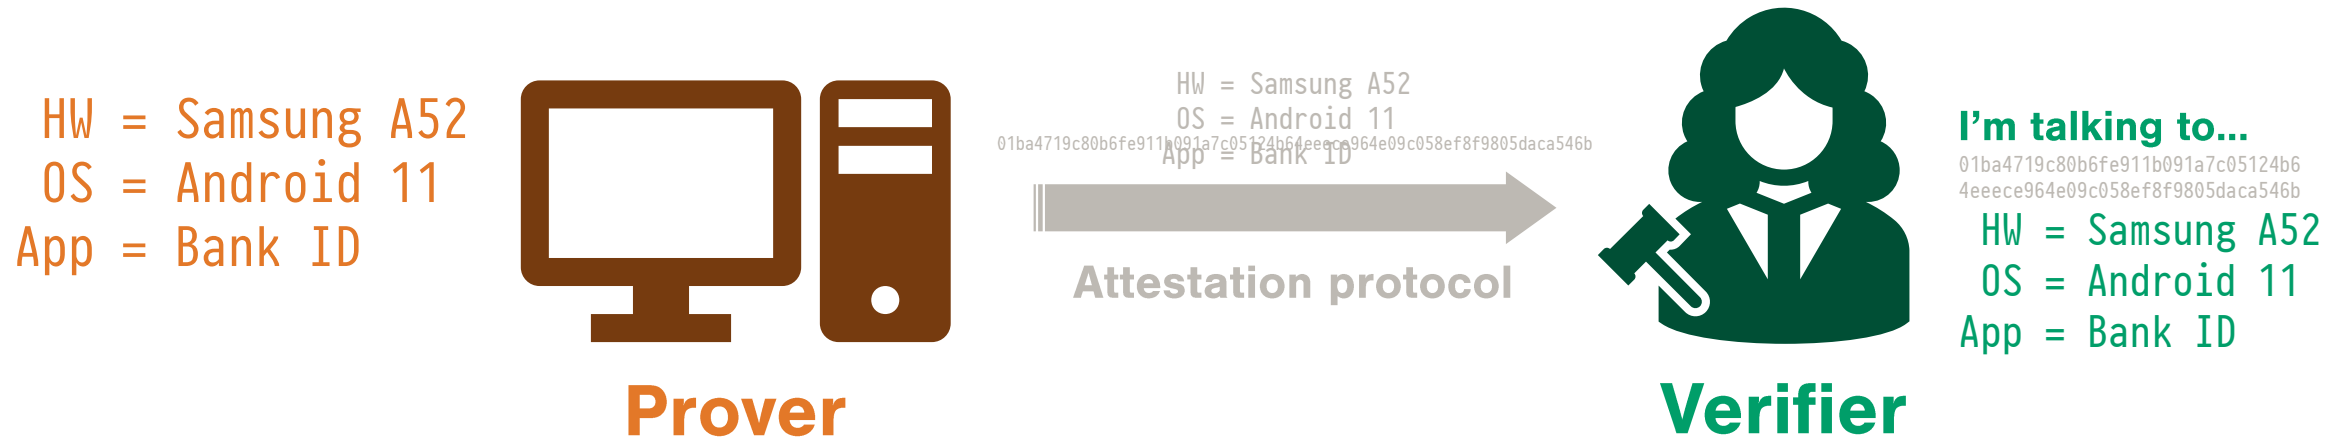 HW = Samsung A52
OS = Android 11
App = Bank ID
Prover
HW = Samsung A52
OS = Android 11
01ba4719c80b6fe911b091a7c05124b64eeece964e09c058ef8f9805daca546b
App = Bank ID
Attestation protocol
Verifier
I’m talking to...
01ba4719c80b6fe911b091a7c05124b6
4eeece964e09c058ef8f9805daca546b
HW = Samsung A52
OS = Android 11
App = Bank ID